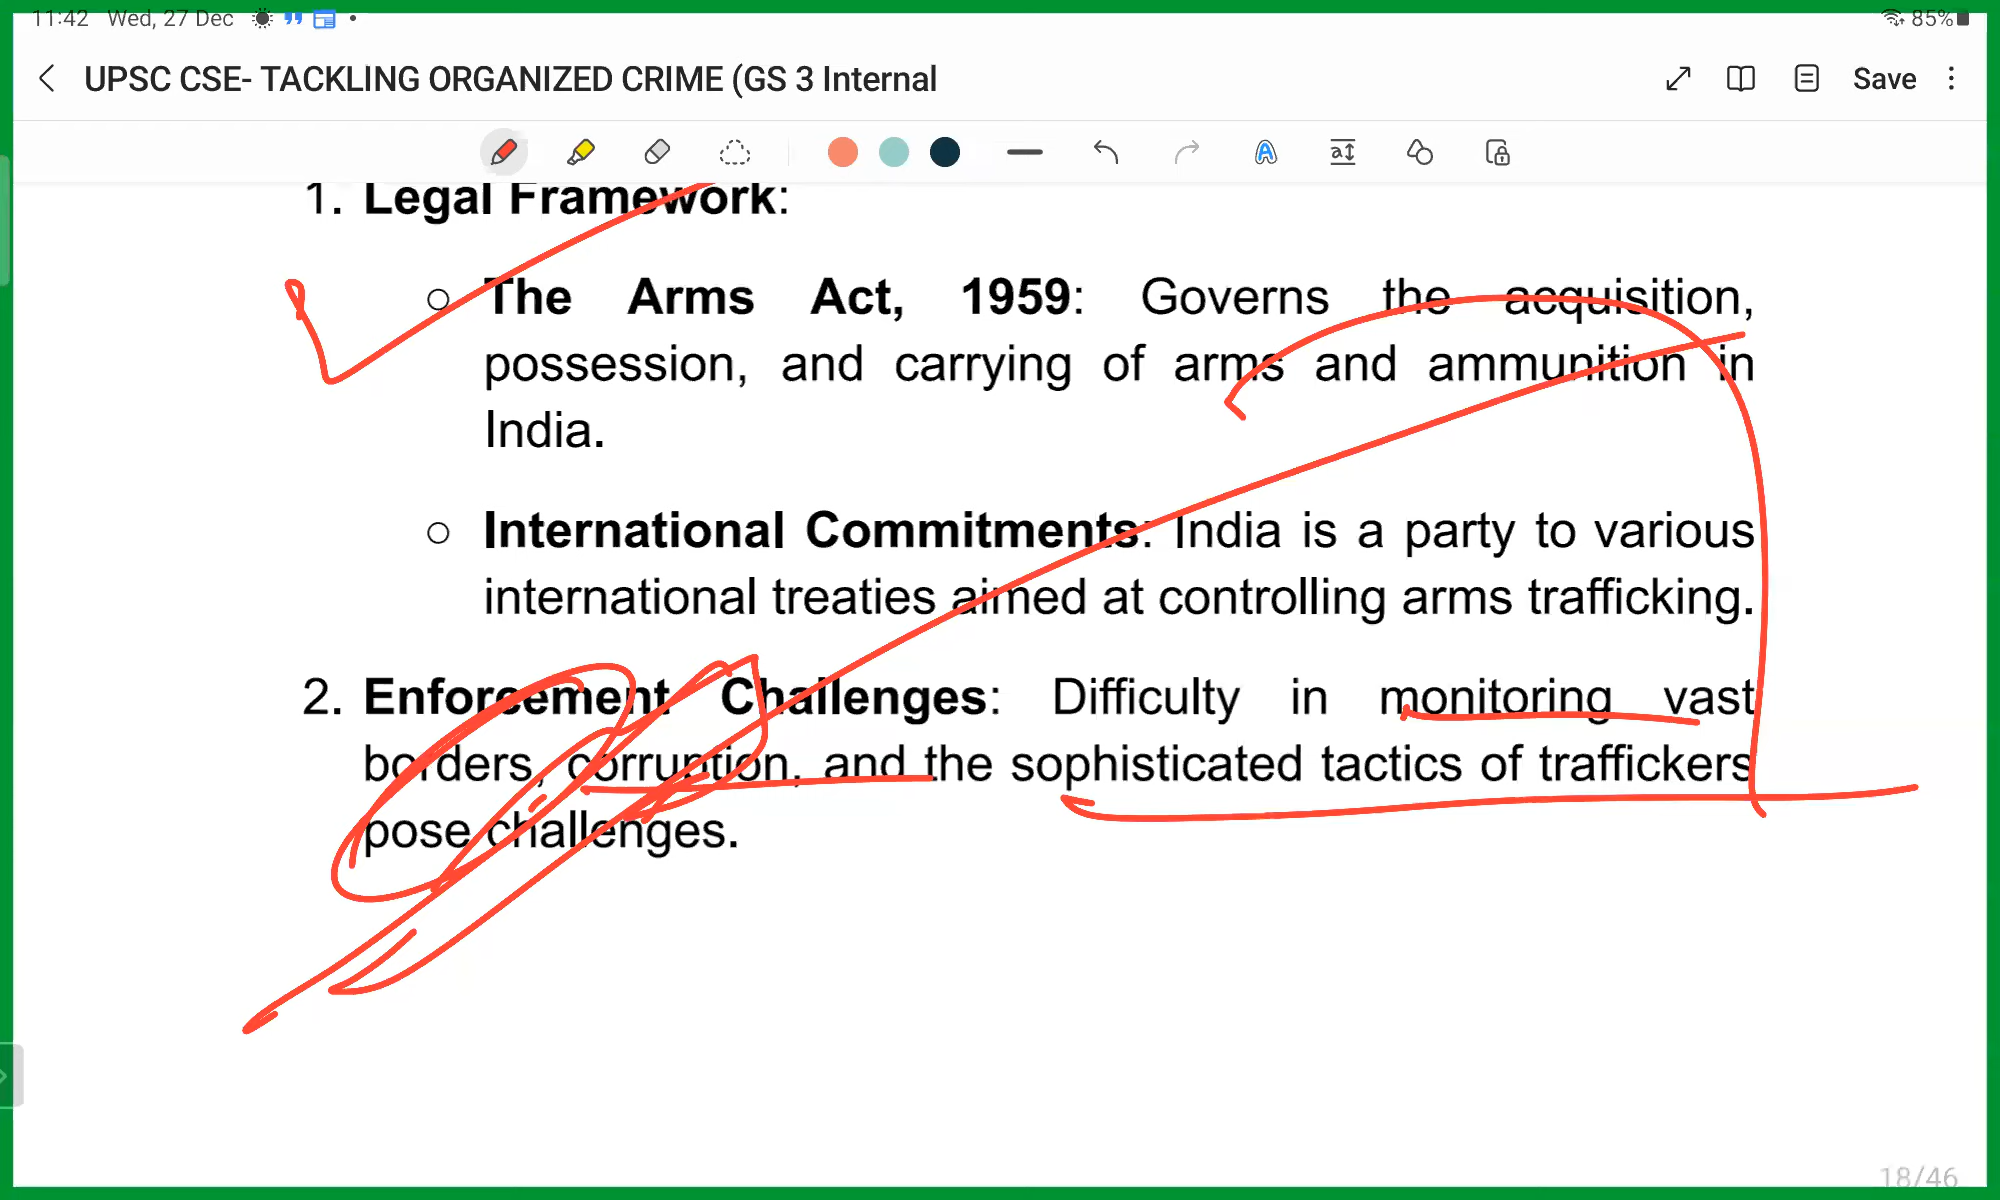 11:42 Wed, 27 Dec
85%
UPSC CSE- TACKLING ORGANIZED CRIME (GS 3 Internal
Save
1. Legal Framework:
The Arms Act, 1959: Governs the acquisition,
possession, and carrying of arms and ammunition in
India.
International Commitments: India is a party to various
international treaties aimed at controlling arms trafficking.
2. Enforcement Challenges: Difficulty in monitoring vast
borders, corruption, and the sophisticated tactics of traffickers
pose challenges.
18/46